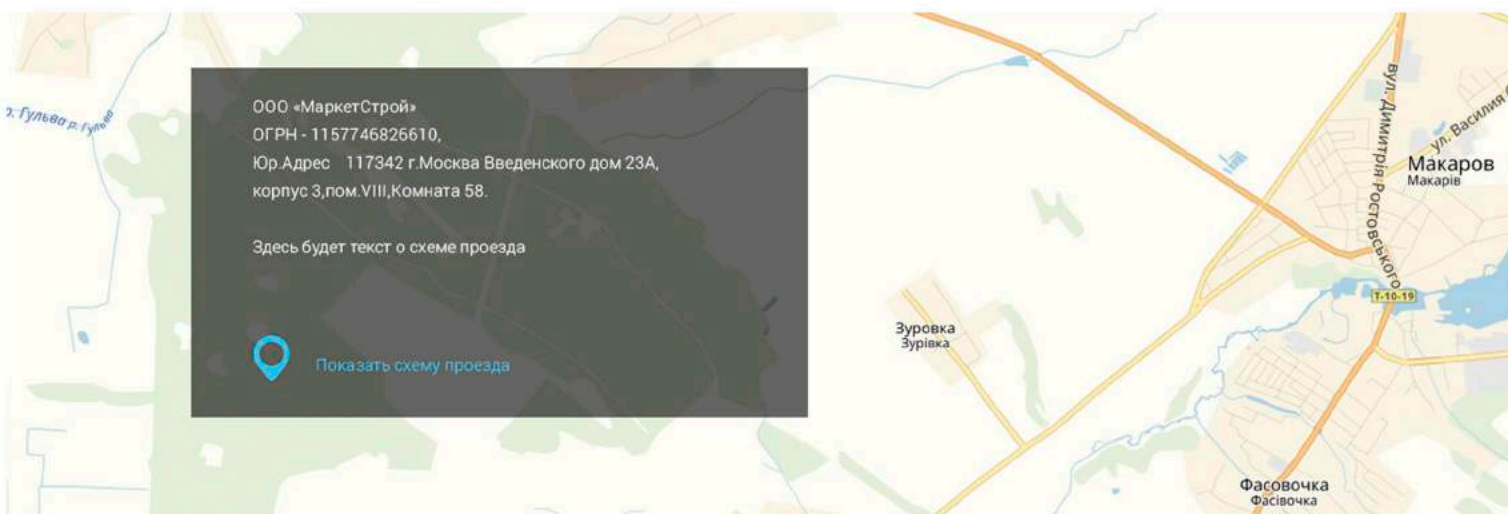 р. Гульва р. Гульва
ООО «МаркетСтрой»
ОГРН - 1157746826610,
Юр.Адрес 117342 г.Москва Введенского дом 23А,
корпус 3,пом.VIII,Комната 58.
Здесь будет текст о схеме проезда
Показать схему проезда
вул. Димитрія Ростовського
ул. Василия
Макаров
Макарів
Т-10-19
Зуровка
Зурівка
Фасовочка
Фасівочка